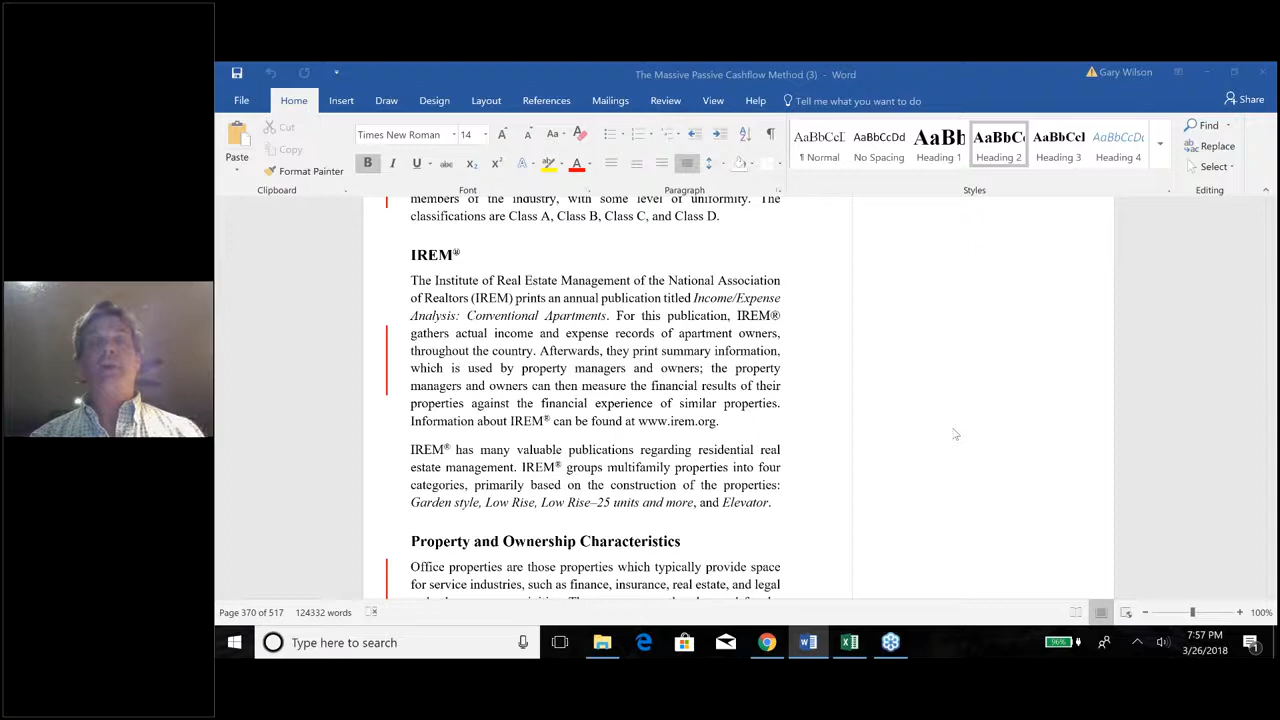 The Massive Passive Cashflow Method (3) - Word
Gary Wilson
File Home Insert Draw Design Layout References Mailings Review View Help Tell me what you want to do Share
Paste
Cut
Copy
Format Painter
Clipboard
Times New Roman 14
Aa
B I U abc X₂ X²
Font
Paragraph
AaBbCcD AaBbCcDd AaBb AaBbCc AaBbCcl AaBbCcDd
¶ Normal No Spacing Heading 1 Heading 2 Heading 3 Heading 4
Styles
Find
Replace
Select
Editing
members of the industry, with some level of uniformity. The
classifications are Class A, Class B, Class C, and Class D.
IREM®
The Institute of Real Estate Management of the National Association
of Realtors (IREM) prints an annual publication titled Income/Expense
Analysis: Conventional Apartments. For this publication, IREM®
gathers actual income and expense records of apartment owners,
throughout the country. Afterwards, they print summary information,
which is used by property managers and owners; the property
managers and owners can then measure the financial results of their
properties against the financial experience of similar properties.
Information about IREM® can be found at www.irem.org.
IREM® has many valuable publications regarding residential real
estate management. IREM® groups multifamily properties into four
categories, primarily based on the construction of the properties:
Garden style, Low Rise, Low Rise–25 units and more, and Elevator.
Property and Ownership Characteristics
Office properties are those properties which typically provide space
for service industries, such as finance, insurance, real estate, and legal
Page 370 of 517 124332 words 100%
Type here to search
96%
7:57 PM
3/26/2018